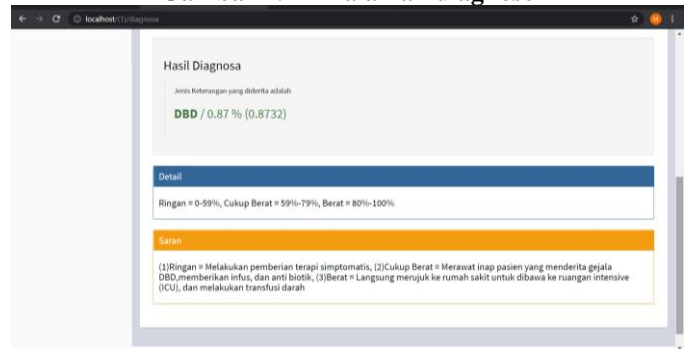 localhost/(1)/diagnosa
Hasil Diagnosa
Jenis Keterangan yang diderita adalah
DBD / 0.87 % (0.8732)
Detail
Ringan = 0-59%, Cukup Berat = 59%-79%, Berat = 80%-100%
Saran
(1)Ringan = Melakukan pemberian terapi simptomatis, (2)Cukup Berat = Merawat inap pasien yang menderita gejala
DBD,memberikan infus, dan anti biotik, (3)Berat = Langsung merujuk ke rumah sakit untuk dibawa ke ruangan intensive
(ICU), dan melakukan transfusi darah